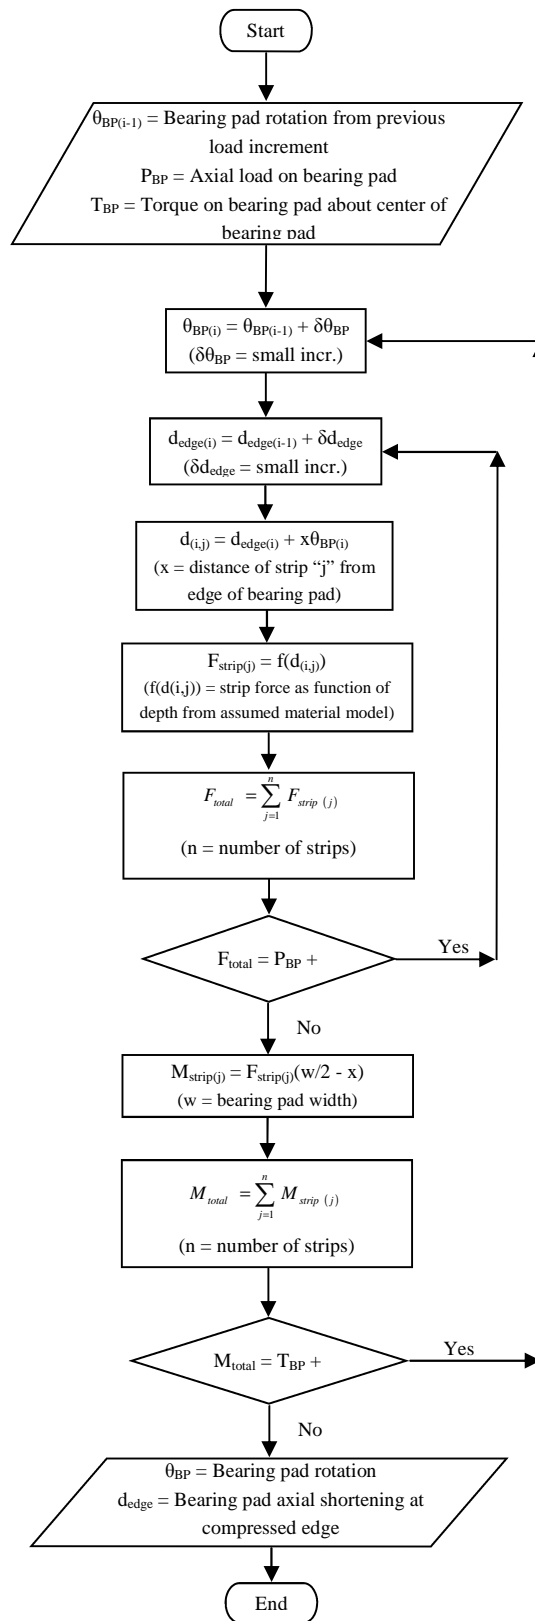 Start
θBP(i-1) = Bearing pad rotation from previous
load increment
PBP = Axial load on bearing pad
TBP = Torque on bearing pad about center of
bearing pad
θBP(i) = θBP(i-1) + δθBP
(δθBP = small incr.)
dedge(i) = dedge(i-1) + δdedge
(δdedge = small incr.)
d(i,j) = dedge(i) + xθBP(i)
(x = distance of strip “j” from
edge of bearing pad)
Fstrip(j) = f(d(i,j))
(f(d(i,j)) = strip force as function of
depth from assumed material model)
Ftotal = ∑ⁿj=1 Fstrip (j)
(n = number of strips)
Ftotal = PBP +
Yes
No
Mstrip(j) = Fstrip(j)(w/2 - x)
(w = bearing pad width)
Mtotal = ∑ⁿj=1 Mstrip (j)
(n = number of strips)
Mtotal = TBP +
Yes
No
θBP = Bearing pad rotation
dedge = Bearing pad axial shortening at
compressed edge
End